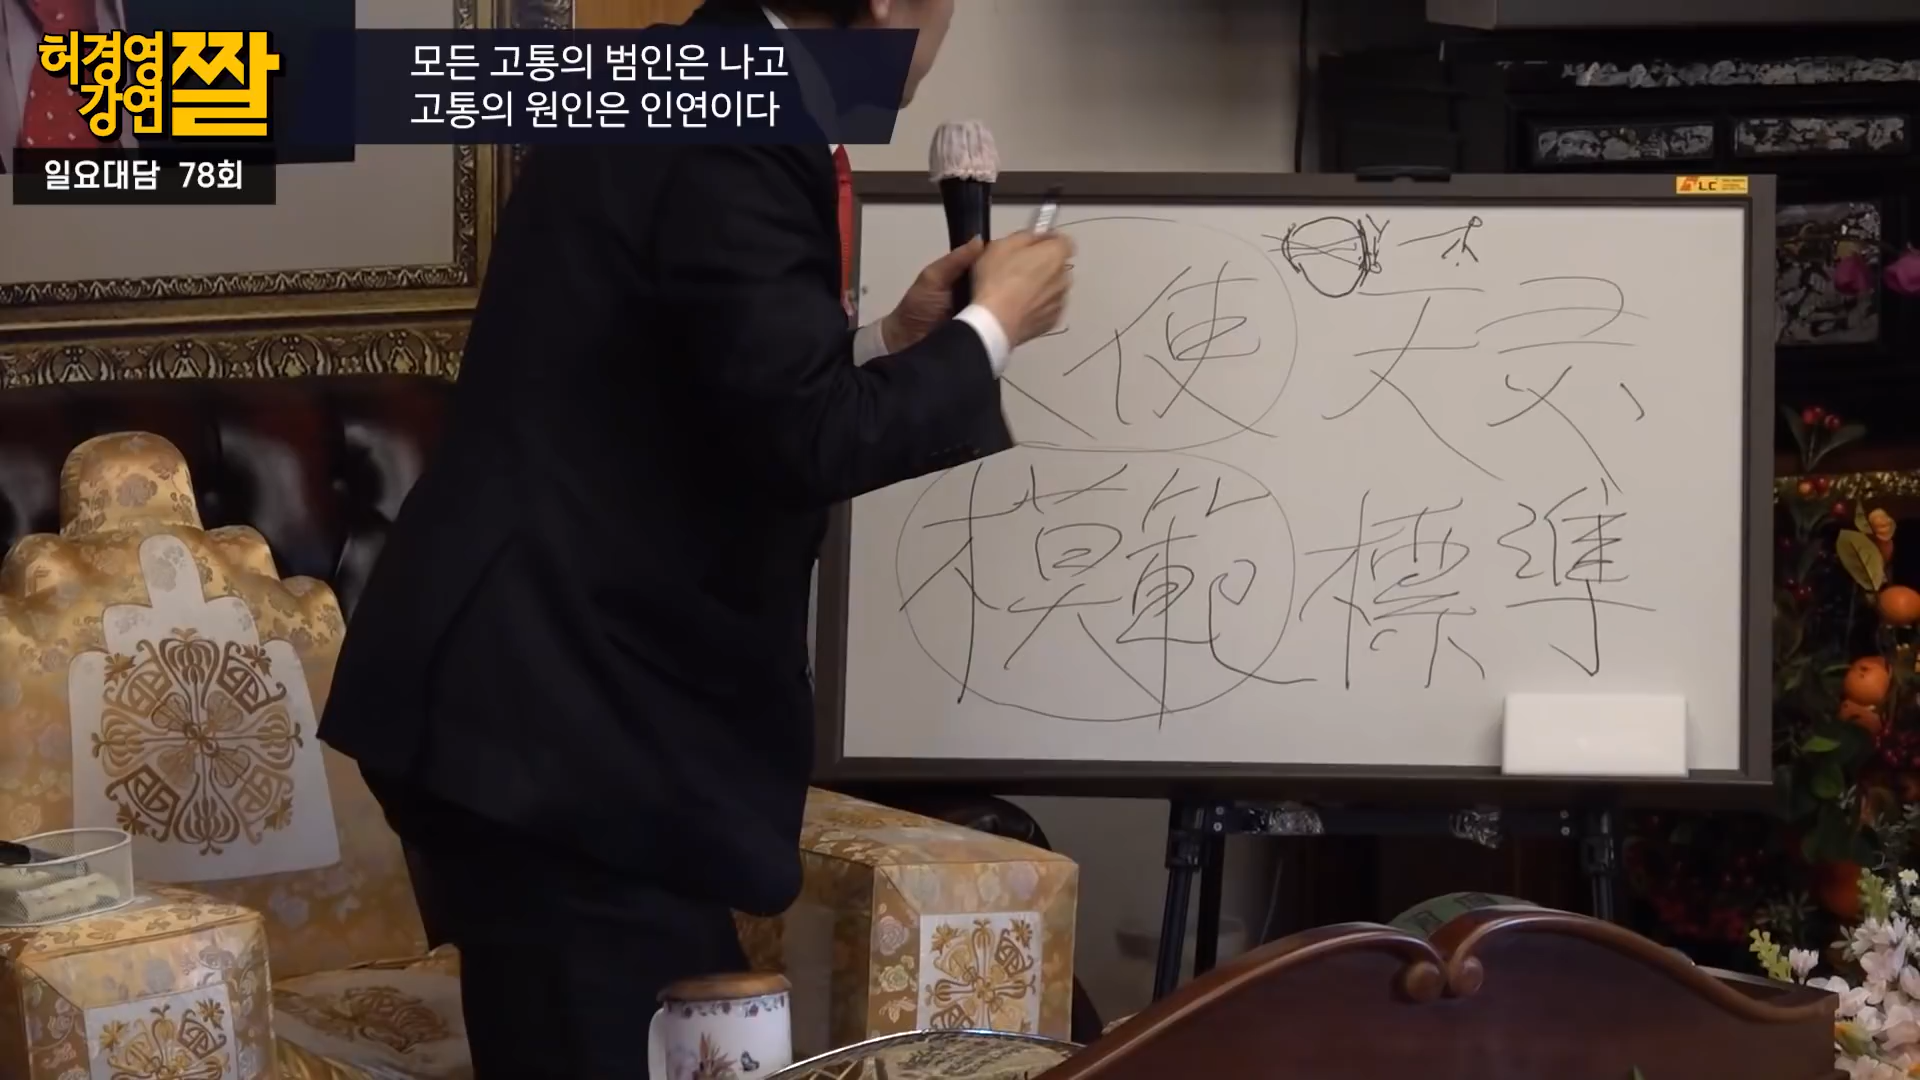 허경영
강연
짤
모든 고통의 범인은 나고
고통의 원인은 인연이다
일요대담 78회
LC
使
模範 標準